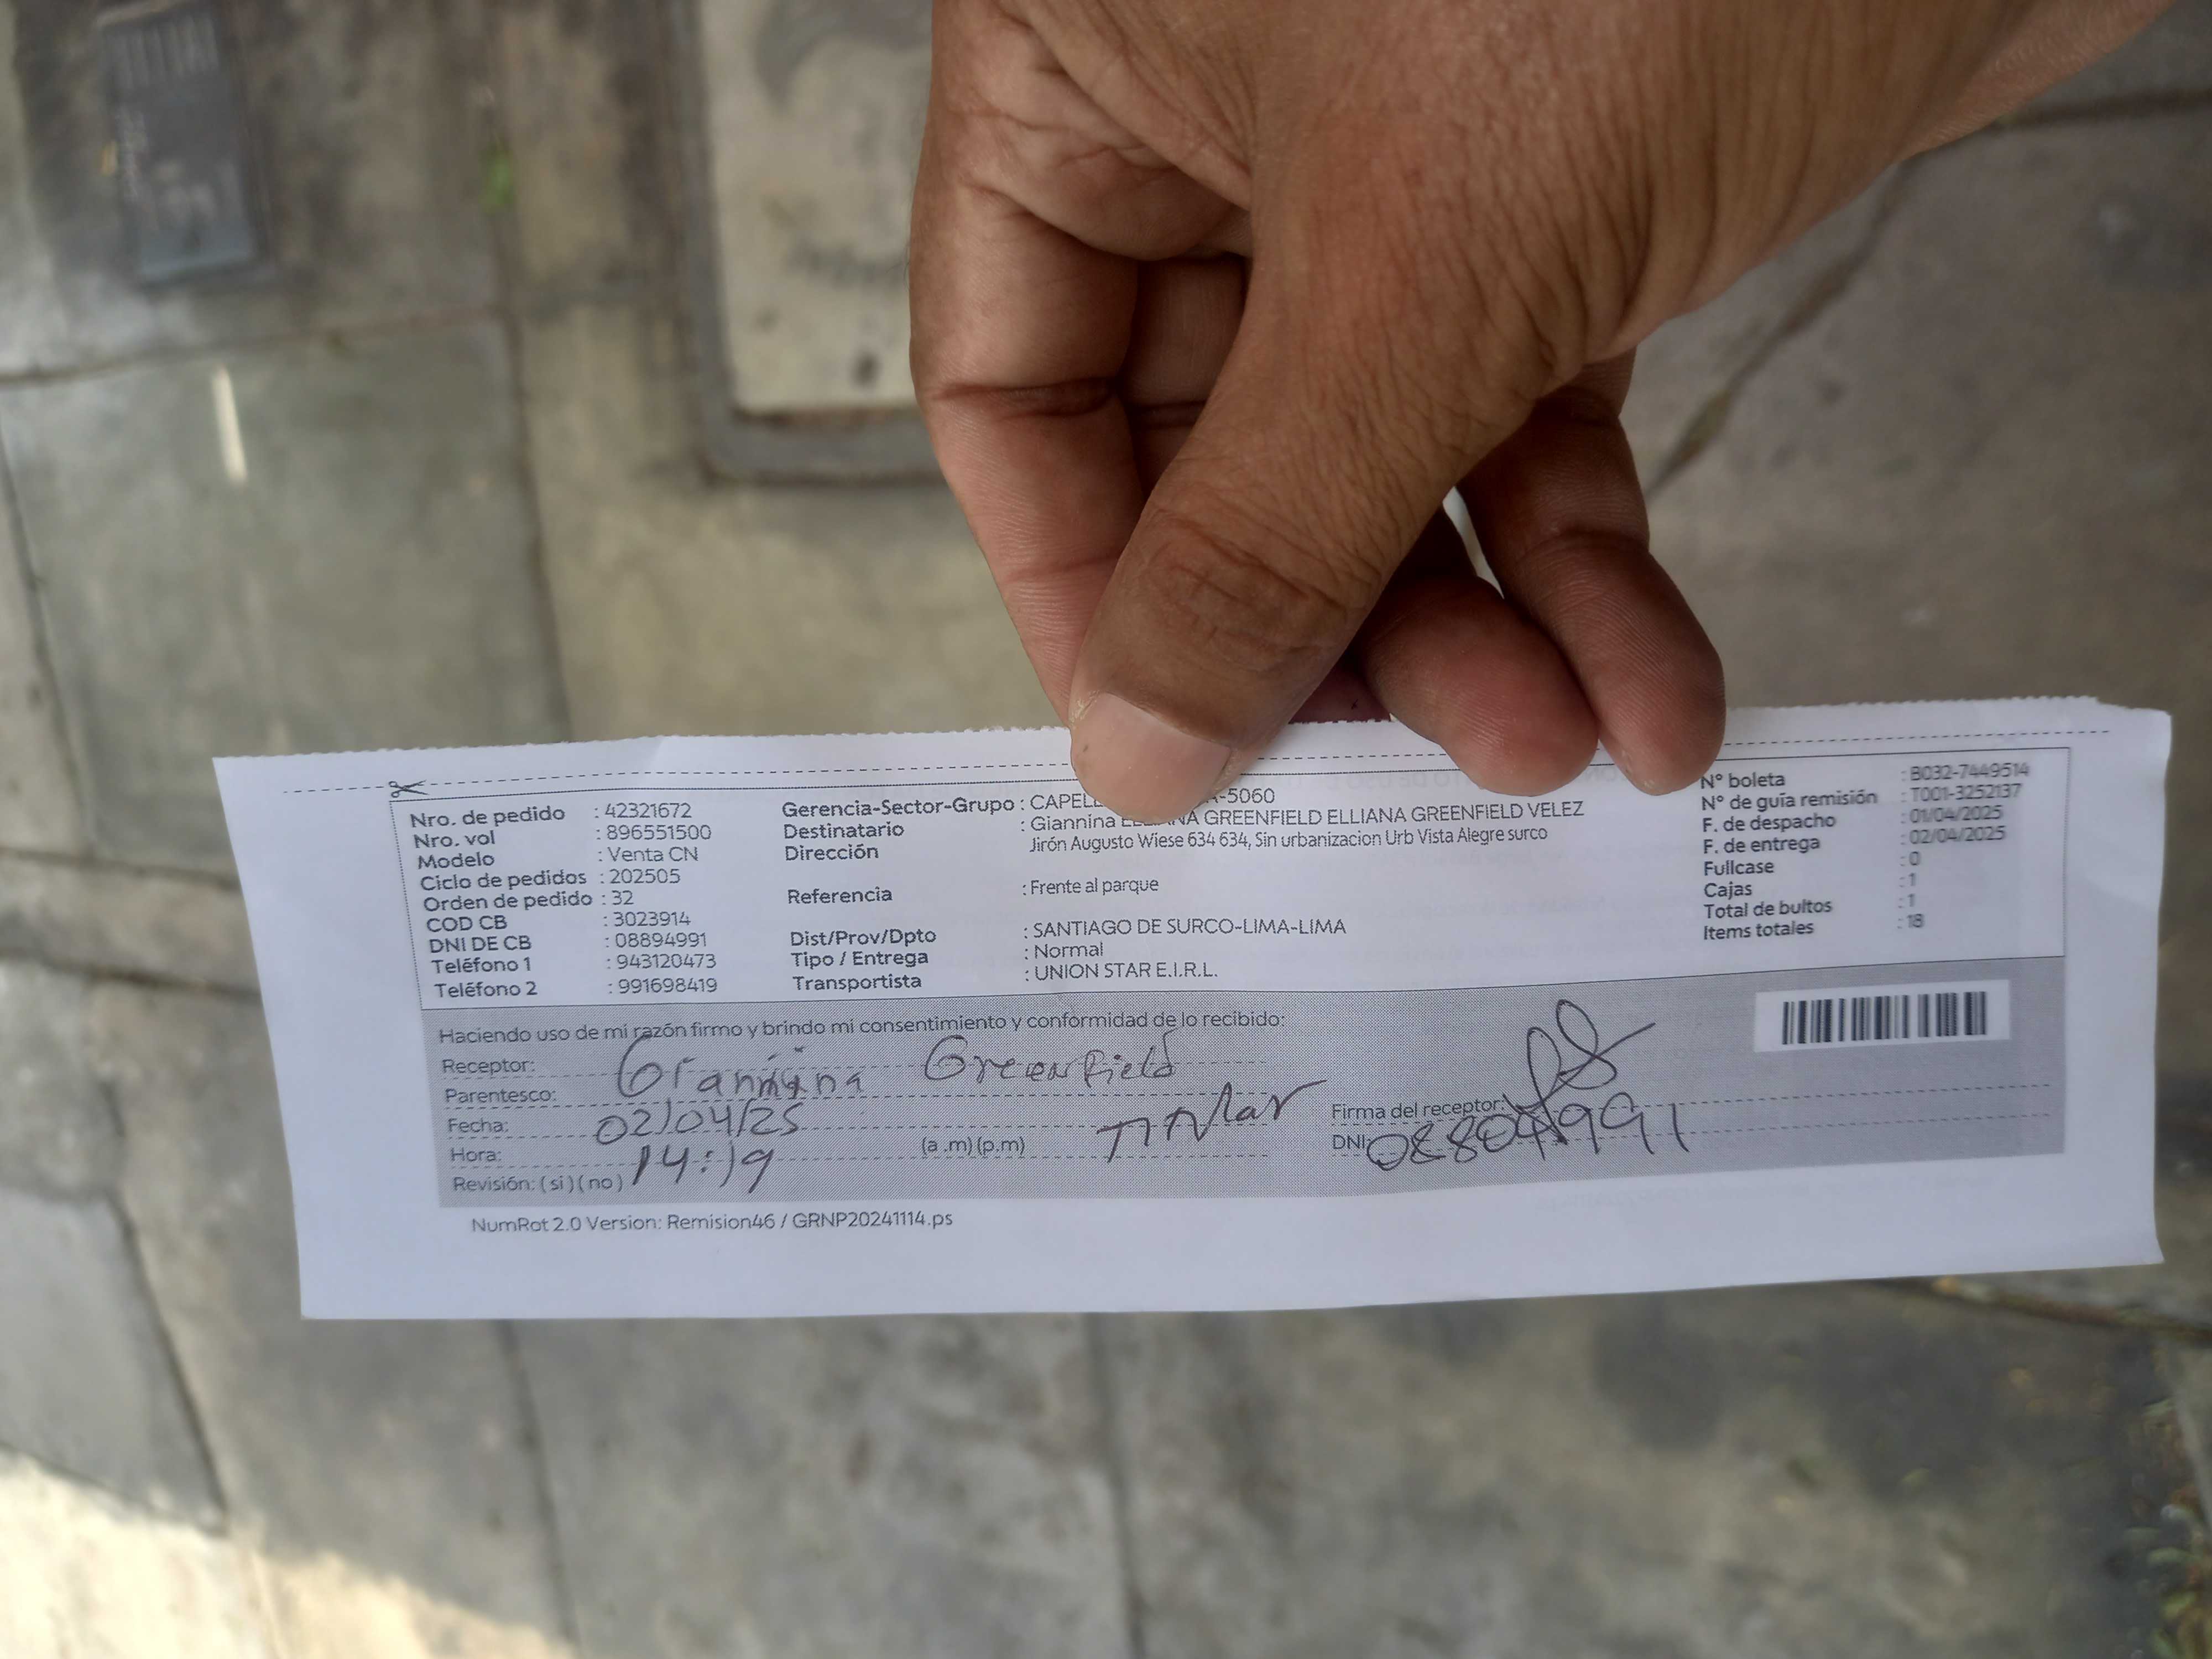 Nro. de pedido : 42321672
Nro. vol : 896551500
Modelo : Venta CN
Ciclo de pedidos : 202505
Orden de pedido : 32
COD CB : 3023914
DNI DE CB : 08894991
Teléfono 1 : 943120473
Teléfono 2 : 991698419
Gerencia-Sector-Grupo : -5060
Destinatario : Giannina GREENFIELD ELLIANA GREENFIELD VELEZ
Dirección Jirón Augusto Wiese 634 634, Sin urbanizacion Urb Vista Alegre surco
Referencia : Frente al parque
Dist/Prov/Dpto : SANTIAGO DE SURCO-LIMA-LIMA
Tipo / Entrega : Normal
Transportista : UNION STAR E.I.R.L.
N° boleta : B032-7449514
N° de guía remisión : T001-3252137
F. de despacho : 01/04/2025
F. de entrega : 02/04/2025
Fullcase : 0
Cajas : 1
Total de bultos : 1
Items totales : 18
Haciendo uso de mi razón firmo y brindo mi consentimiento y conformidad de lo recibido:
Receptor: Giannina Greenfield
Parentesco: Titular
Fecha: 02/04/25
Hora: 14:19 (a .m) (p.m)
Revisión: ( si ) ( no )
Firma del receptor:
DNI:
NumRot 2.0 Version: Remision46 / GRNP20241114.ps